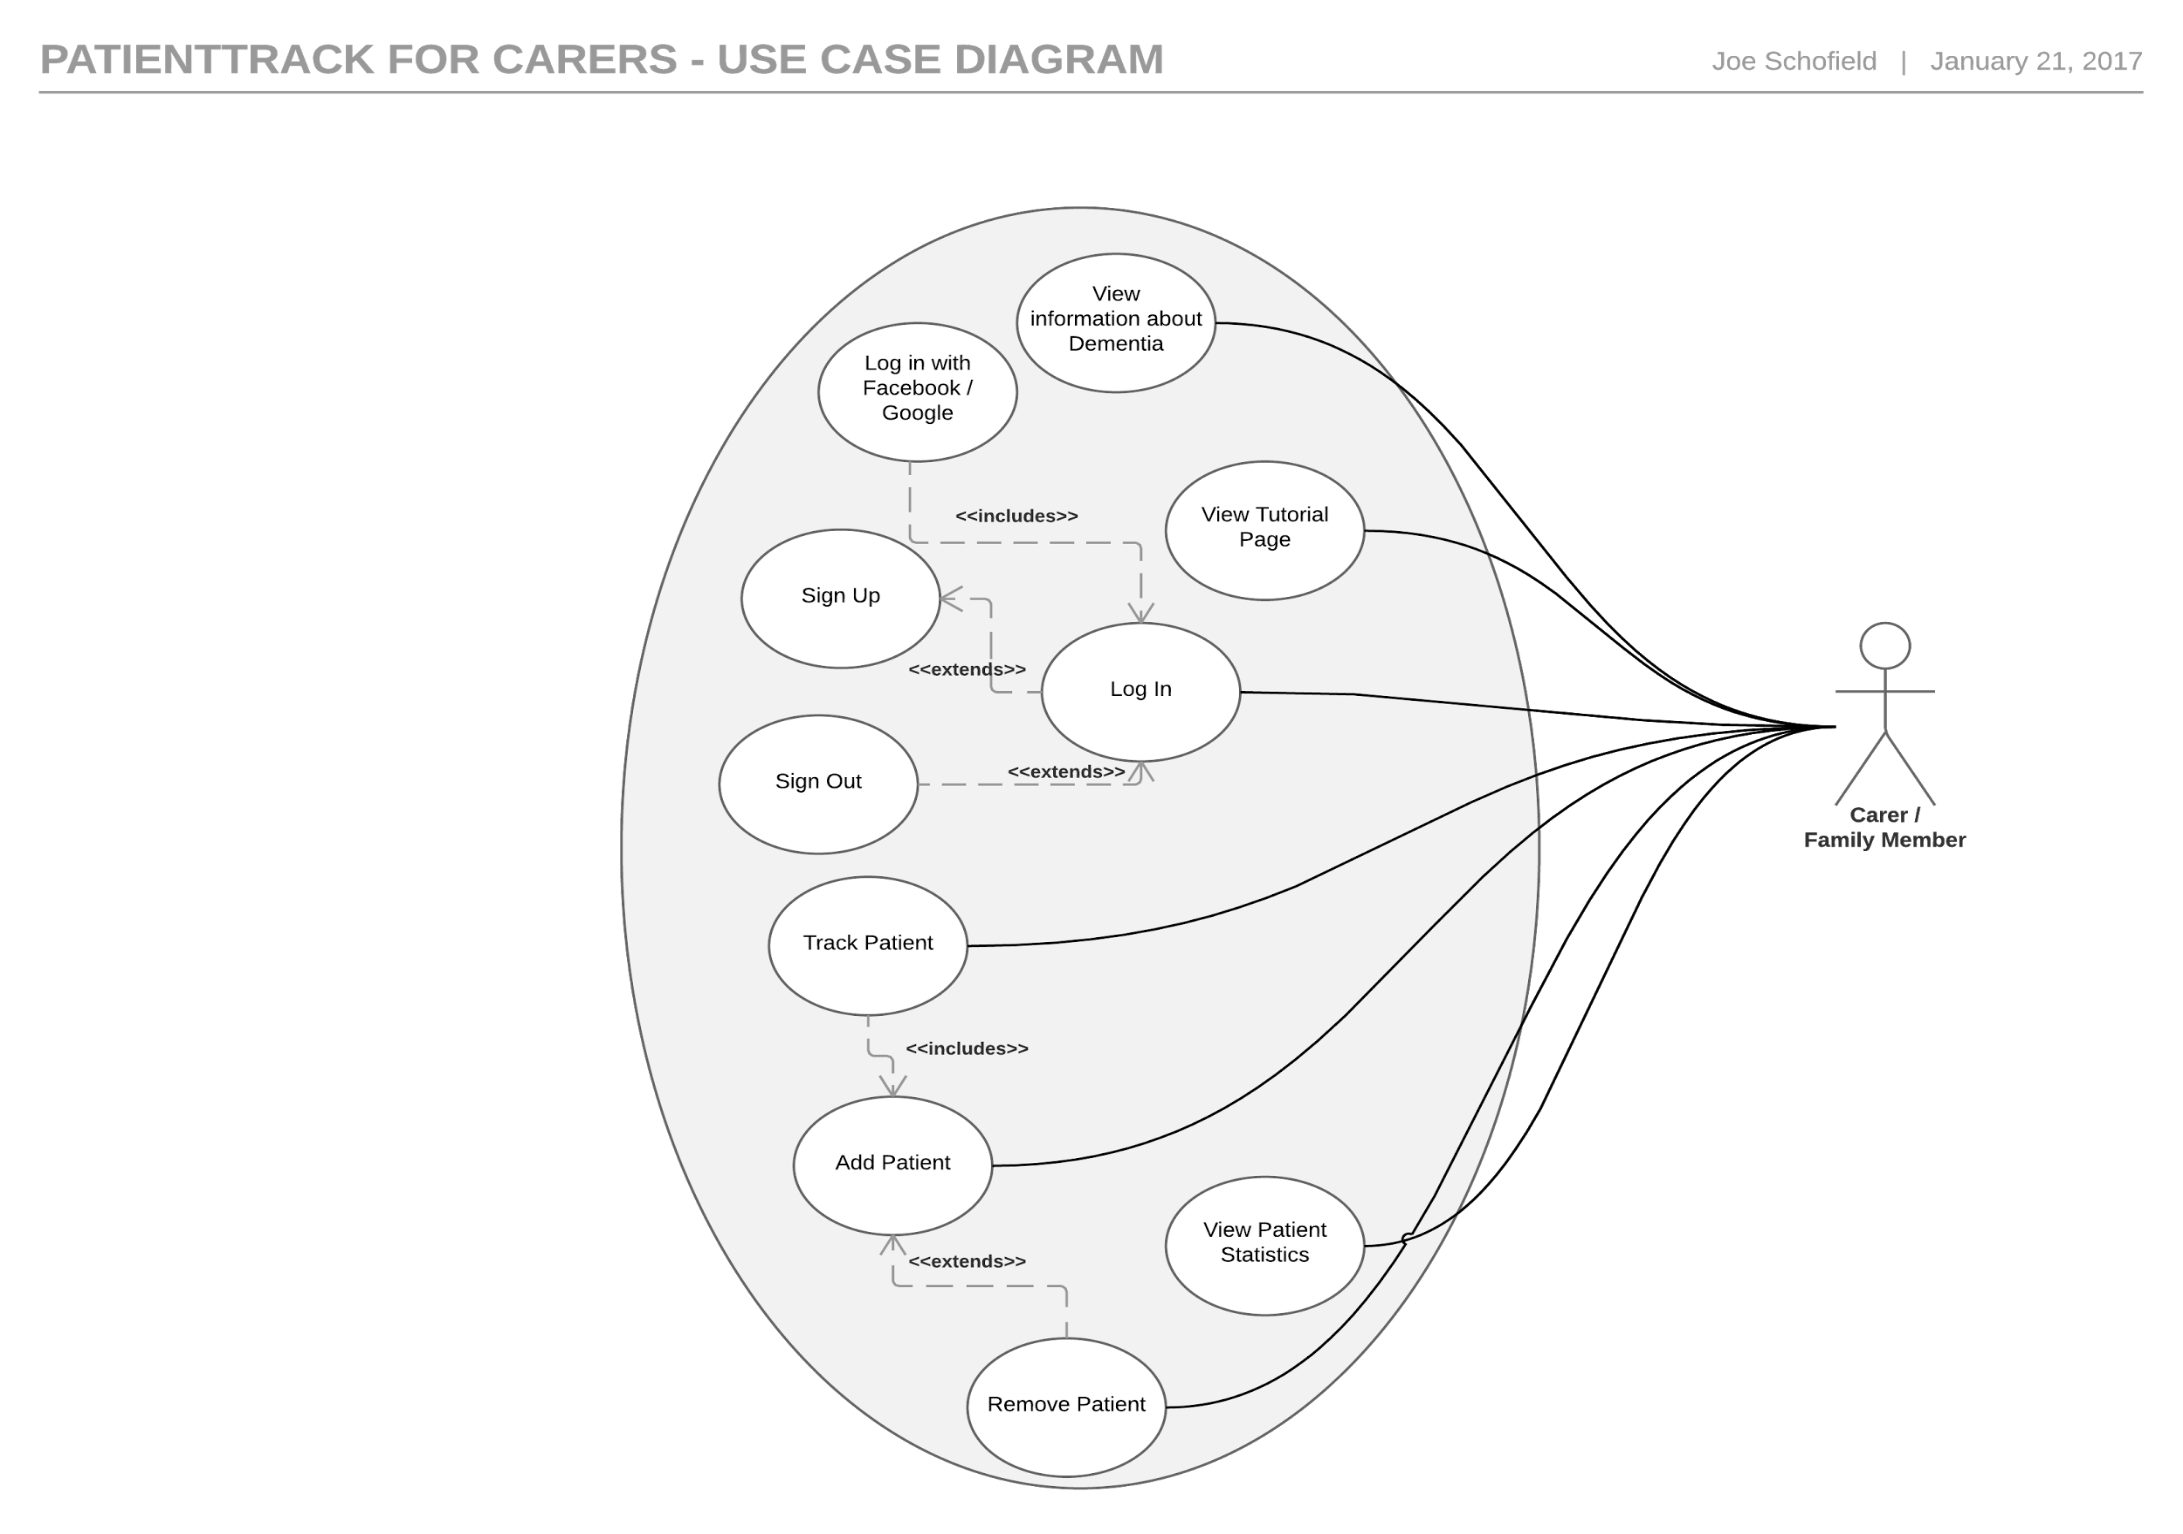 PATIENTTRACK FOR CARERS - USE CASE DIAGRAM
Joe Schofield | January 21, 2017
View
information about
Dementia
Log in with
Facebook /
Google
<<includes>>
View Tutorial
Page
Sign Up
<<extends>>
Log In
Sign Out
<<extends>>
Carer /
Family Member
Track Patient
<<includes>>
Add Patient
<<extends>>
View Patient
Statistics
Remove Patient